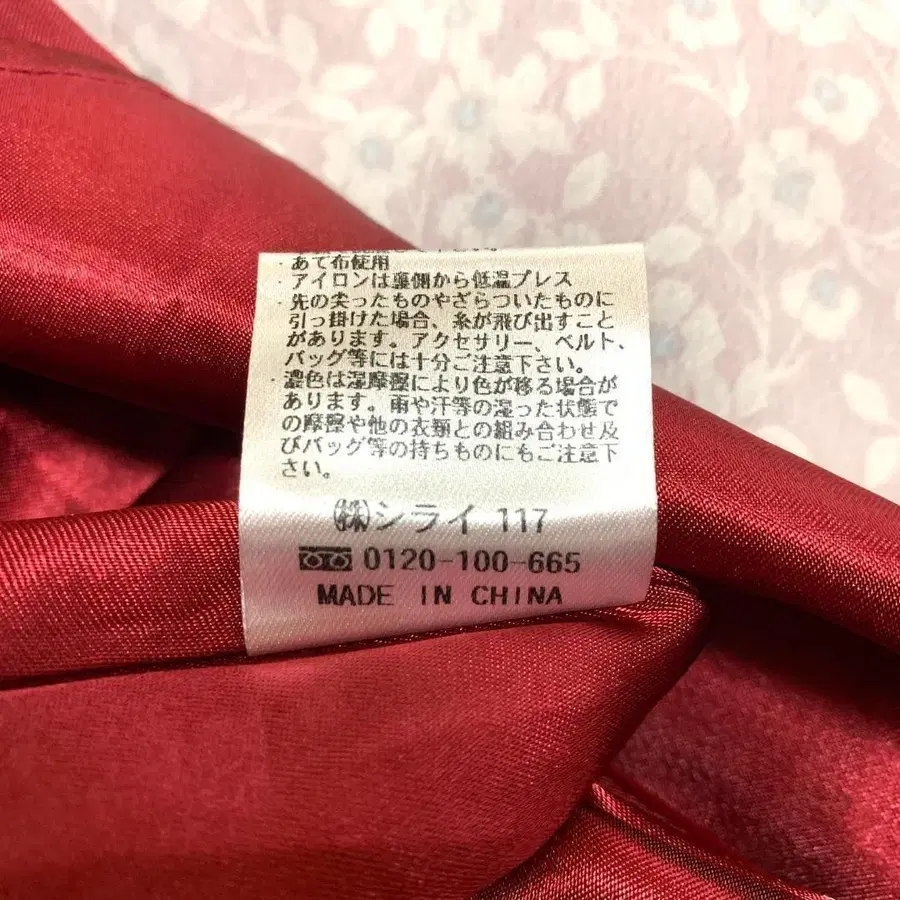 ・あて布使用
・アイロンは裏側から低温プレス
・先の尖ったものやざらついたものに
引っ掛けた場合、糸が飛び出すこと
があります。アクセサリー、ベルト、
バッグ等には十分ご注意下さい。
・濃色は湿摩擦により色が移る場合が
あります。雨や汗等の湿った状態で
の摩擦や他の衣類との組み合わせ及
びバッグ等の持ちものにもご注意下
さい。
㈱シライ 117
0120-100-665
MADE IN CHINA